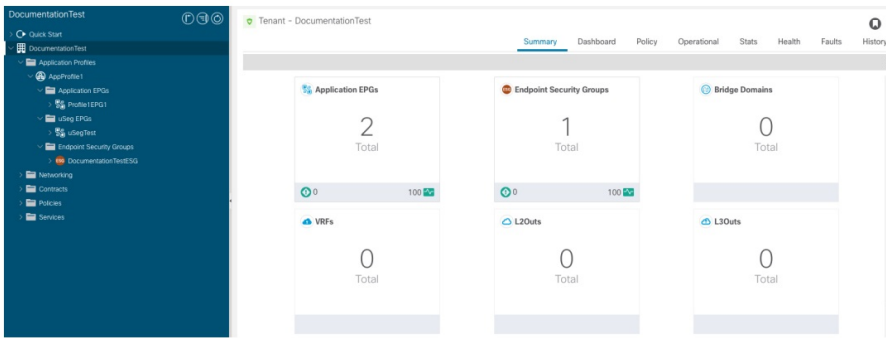 DocumentationTest
Quick Start
DocumentationTest
Application Profiles
AppProfile1
Application EPGs
Profile1EPG1
uSeg EPGs
uSegTest
Endpoint Security Groups
DocumentationTestESG
Networking
Contracts
Policies
Services
Tenant - DocumentationTest
Summary Dashboard Policy Operational Stats Health Faults History
Application EPGs
2
Total
0 100
ESG Endpoint Security Groups
1
Total
0 100
Bridge Domains
0
Total
VRFs
0
Total
L2Outs
0
Total
L3Outs
0
Total